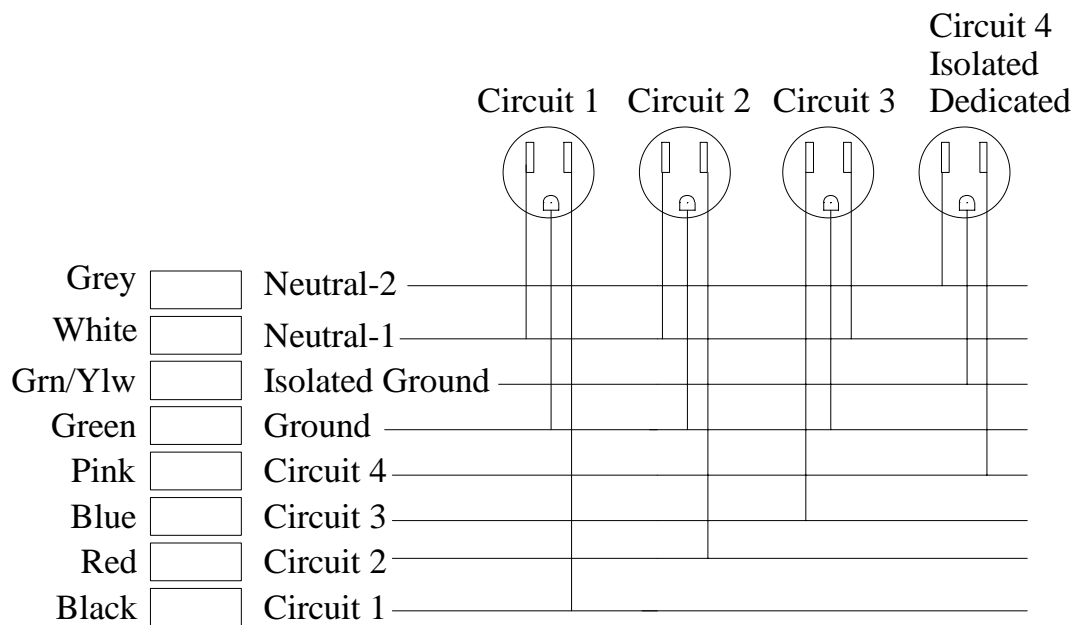 Circuit 4
Isolated
Circuit 1 Circuit 2 Circuit 3 Dedicated
Grey Neutral-2
White Neutral-1
Grn/Ylw Isolated Ground
Green Ground
Pink Circuit 4
Blue Circuit 3
Red Circuit 2
Black Circuit 1